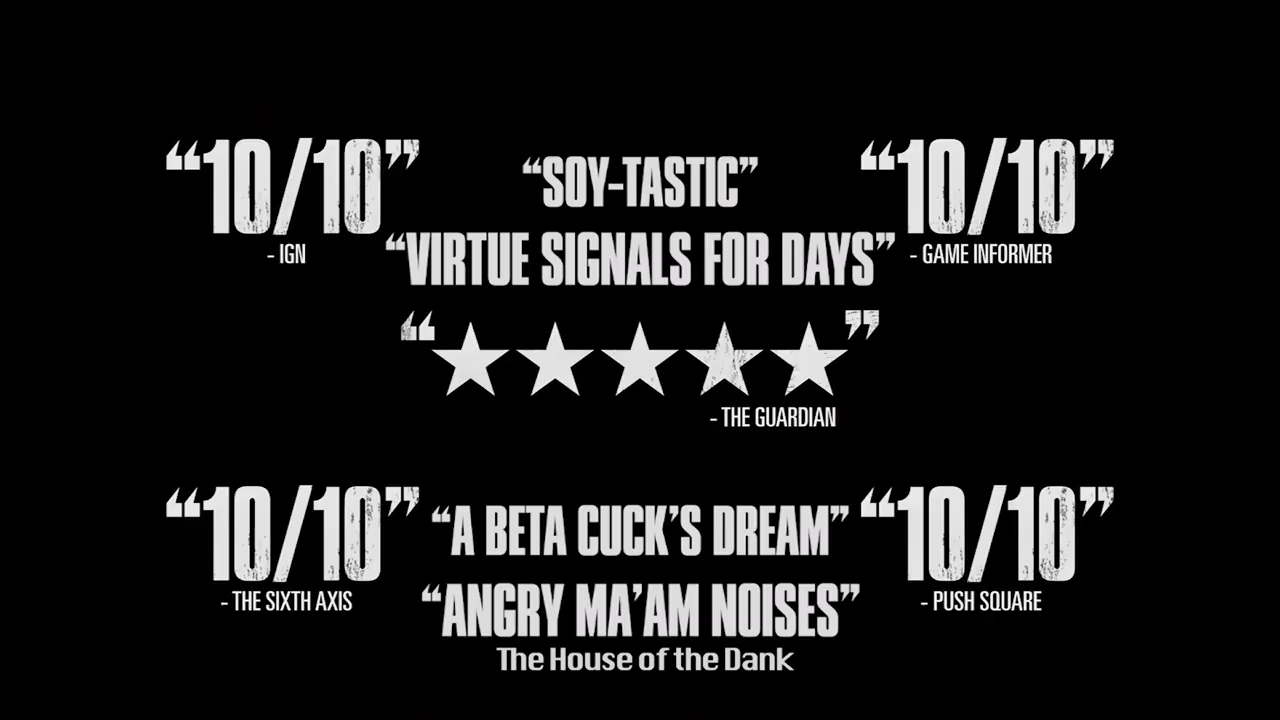 “10/10”
- IGN
“SOY-TASTIC”
“VIRTUE SIGNALS FOR DAYS”
“10/10”
- GAME INFORMER
“★★★★★”
- THE GUARDIAN
“10/10”
- THE SIXTH AXIS
“A BETA CUCK’S DREAM”
“ANGRY MA’AM NOISES”
“10/10”
- PUSH SQUARE
The House of the Dank